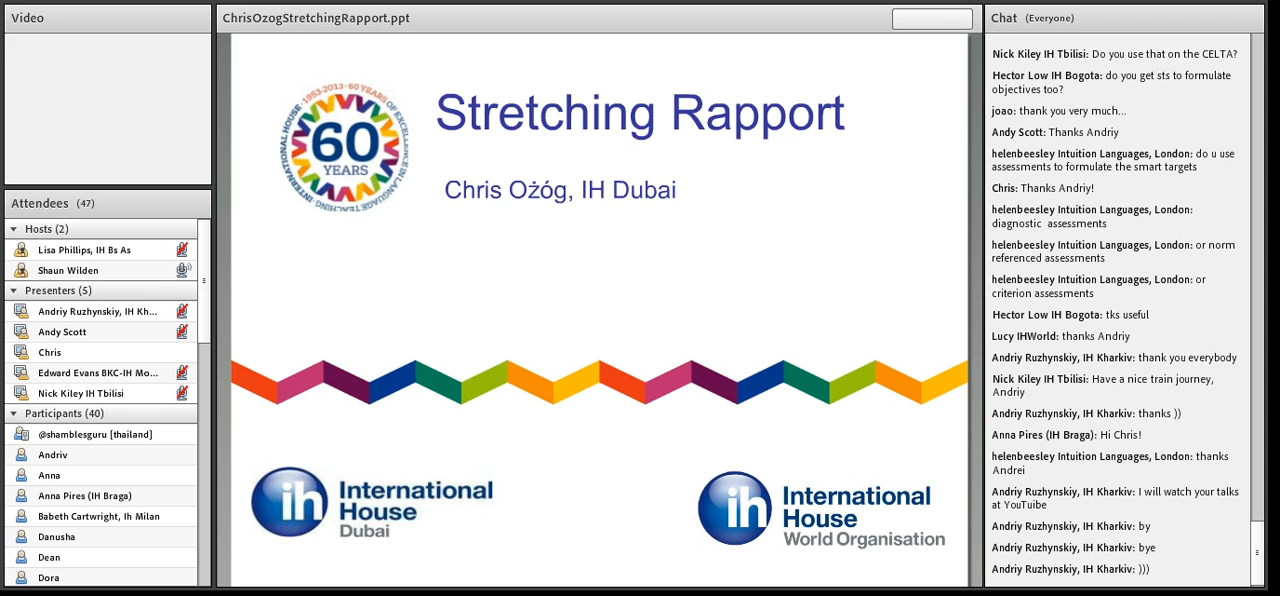 Video
Attendees (47)
Hosts (2)
Lisa Phillips, IH Bs As
Shaun Wilden
Presenters (5)
Andriy Ruzhynskiy, IH Kh...
Andy Scott
Chris
Edward Evans BKC-IH Mo...
Nick Kiley IH Tbilisi
Participants (40)
@shamblesguru [thailand]
Andriv
Anna
Anna Pires (IH Braga)
Babeth Cartwright, Ih Milan
Danusha
Dean
Dora
ChrisOzogStretchingRapport.ppt
INTERNATIONAL HOUSE · 1953-2013 · 60 YEARS OF EXCELLENCE IN LANGUAGE TEACHING
60
YEARS
Stretching Rapport
Chris Ożóg, IH Dubai
ih International
House
Dubai
ih International
House
World Organisation
Chat (Everyone)
Nick Kiley IH Tbilisi: Do you use that on the CELTA?
Hector Low IH Bogota: do you get sts to formulate
objectives too?
joao: thank you very much...
Andy Scott: Thanks Andriy
helenbeesley Intuition Languages, London: do u use
assessments to formulate the smart targets
Chris: Thanks Andriy!
helenbeesley Intuition Languages, London:
diagnostic assessments
helenbeesley Intuition Languages, London: or norm
referenced assessments
helenbeesley Intuition Languages, London: or
criterion assessments
Hector Low IH Bogota: tks useful
Lucy IHWorld: thanks Andriy
Andriy Ruzhynskiy, IH Kharkiv: thank you everybody
Nick Kiley IH Tbilisi: Have a nice train journey,
Andriy
Andriy Ruzhynskiy, IH Kharkiv: thanks ))
Anna Pires (IH Braga): Hi Chris!
helenbeesley Intuition Languages, London: thanks
Andrei
Andriy Ruzhynskiy, IH Kharkiv: I will watch your talks
at YouTibe
Andriy Ruzhynskiy, IH Kharkiv: by
Andriy Ruzhynskiy, IH Kharkiv: bye
Andriy Ruzhynskiy, IH Kharkiv: )))